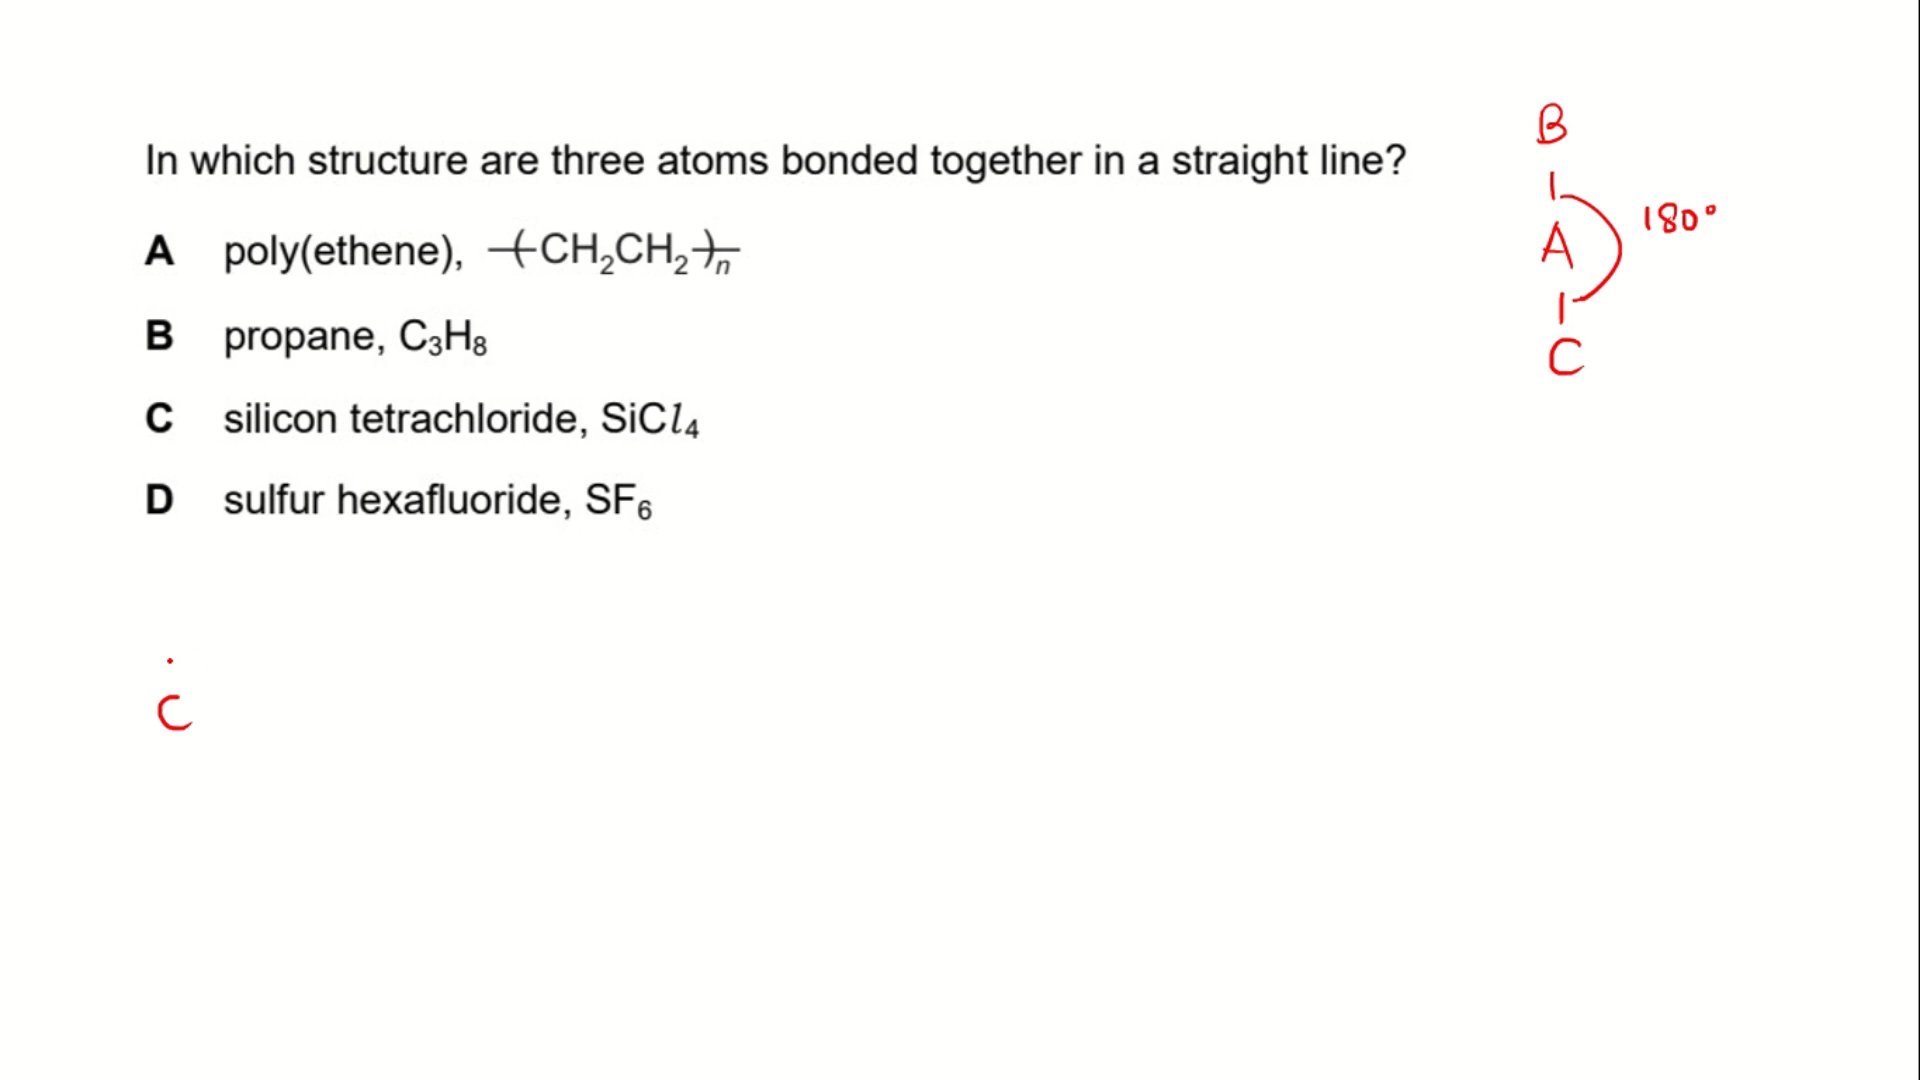 In which structure are three atoms bonded together in a straight line?
A poly(ethene), –(CH₂CH₂)–ₙ
B propane, C₃H₈
C silicon tetrachloride, SiCl₄
D sulfur hexafluoride, SF₆
B
A
C
180°
C